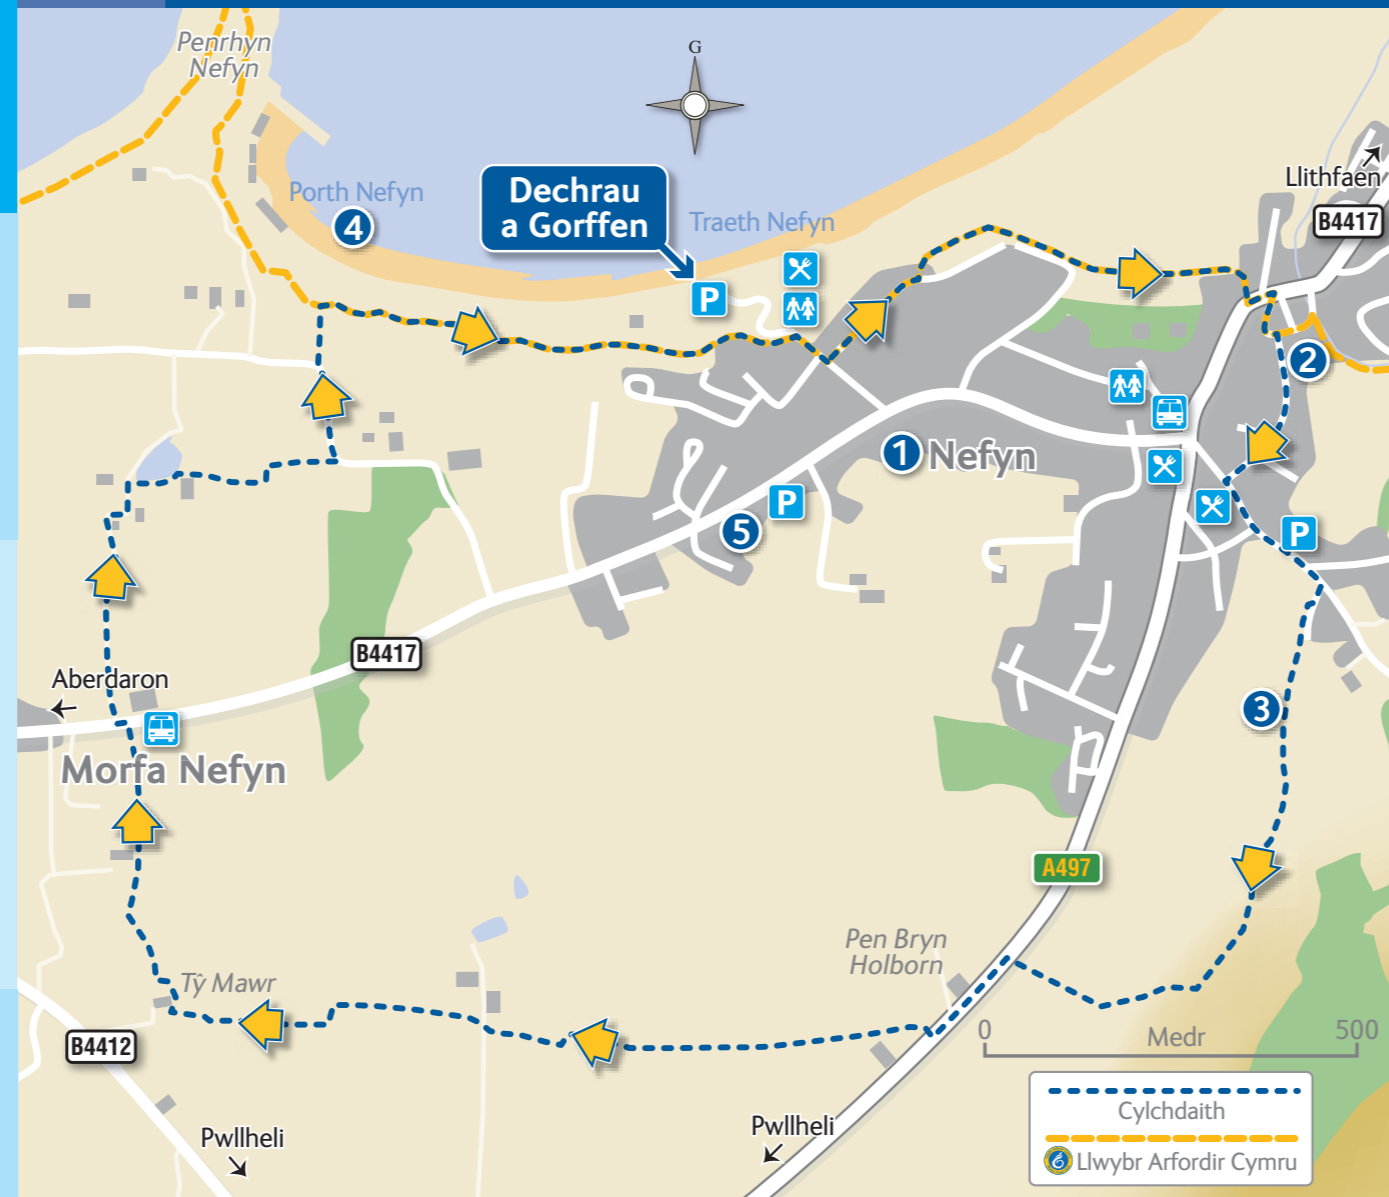 Penrhyn
Nefyn
G
Llithfaen
B4417
Porth Nefyn
4
Dechrau
a Gorffen
Traeth Nefyn
P
2
1
Nefyn
P
5
P
B4417
Aberdaron
3
Morfa Nefyn
A497
Pen Bryn
Holborn
Tŷ Mawr
0
Medr
500
B4412
Cylchdaith
Pwllheli
Pwllheli
Llwybr Arfordir Cymru